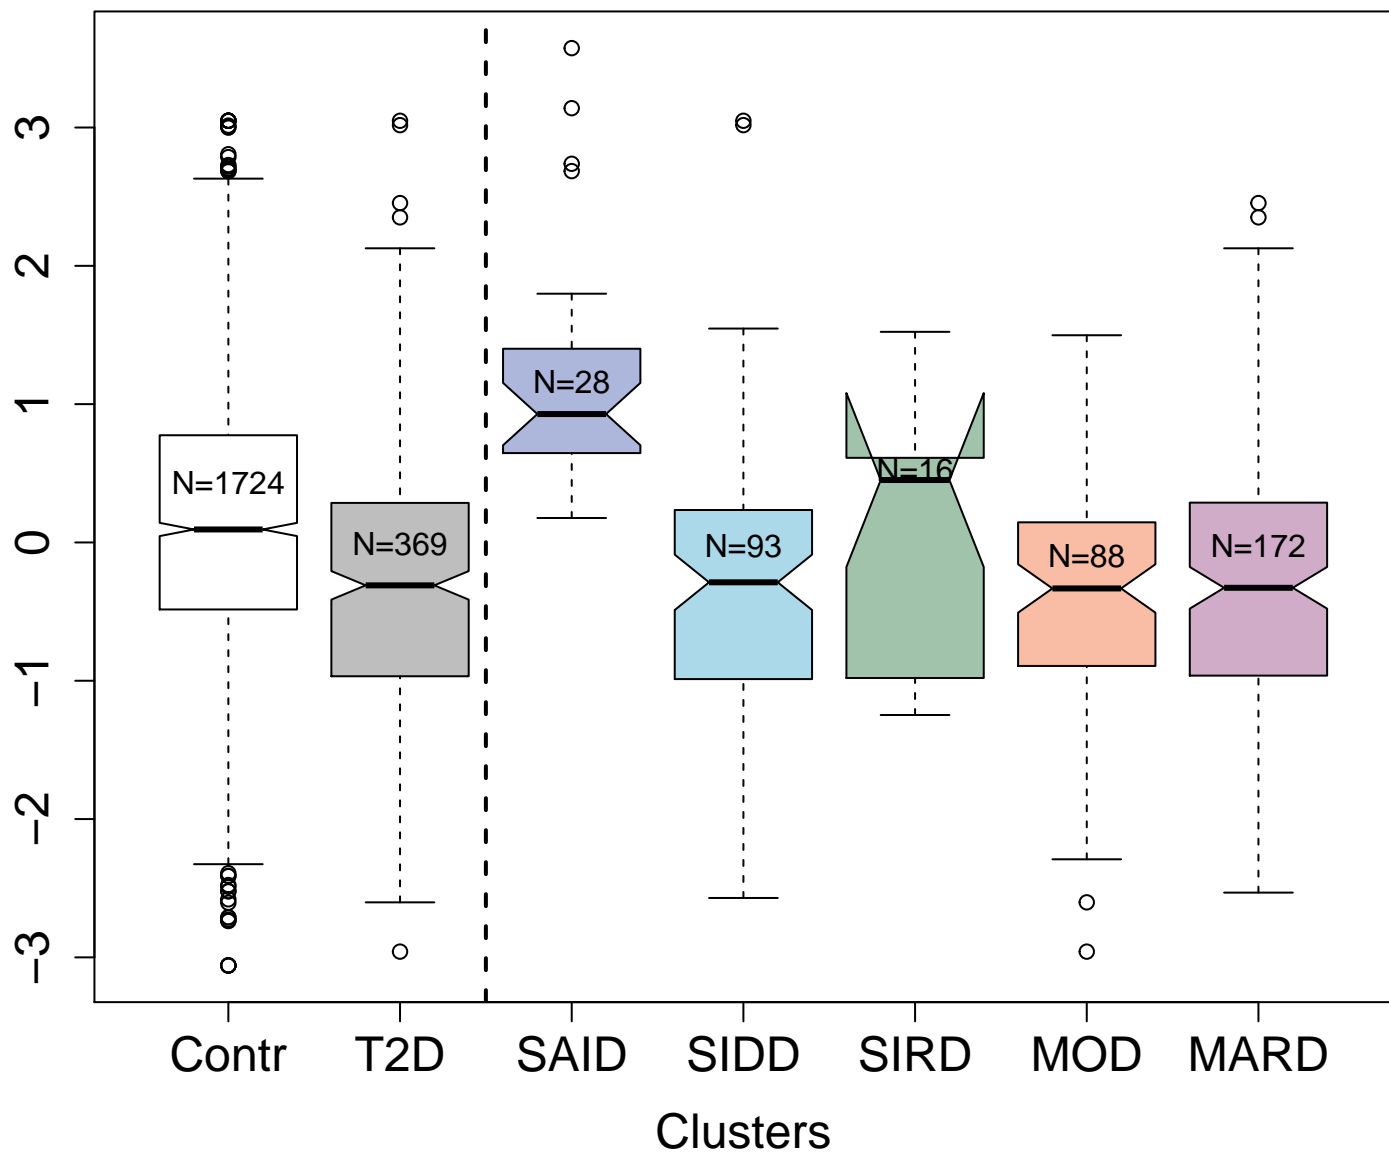 3
2
1
0
−1
−2
−3
N=1724
N=369
N=28
N=93
N=16
N=88
N=172
Contr T2D SAID SIDD SIRD MOD MARD
Clusters